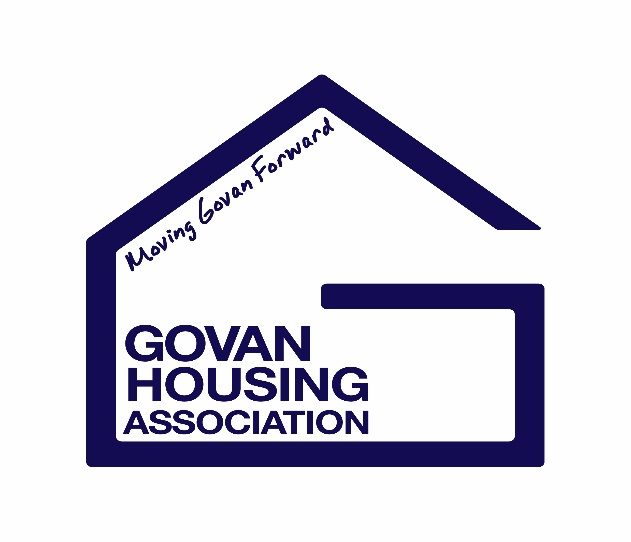 Moving Govan Forward
GOVAN
HOUSING
ASSOCIATION